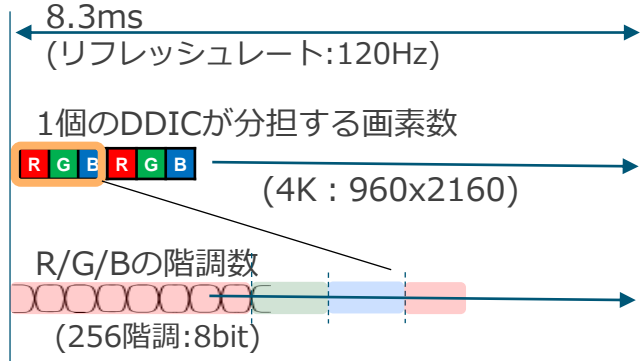 8.3ms
(リフレッシュレート:120Hz)
1個のDDICが分担する画素数
R G B R G B
(4K：960x2160)
R/G/Bの階調数
(256階調:8bit)